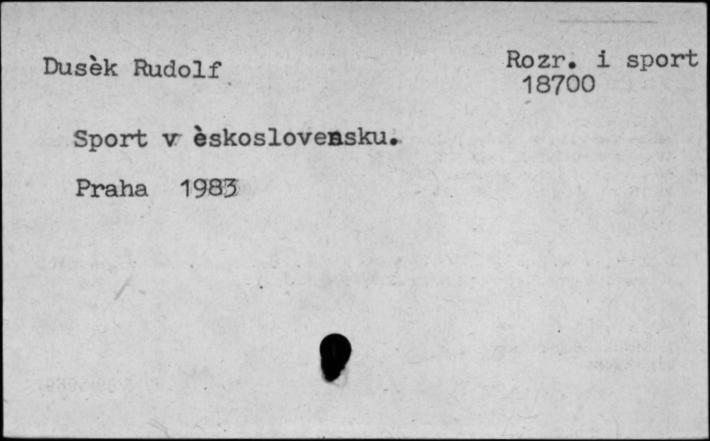 Dusèk Rudolf
Rozr. i sport
18700
Sport v èskoslovensku.
Praha 1983